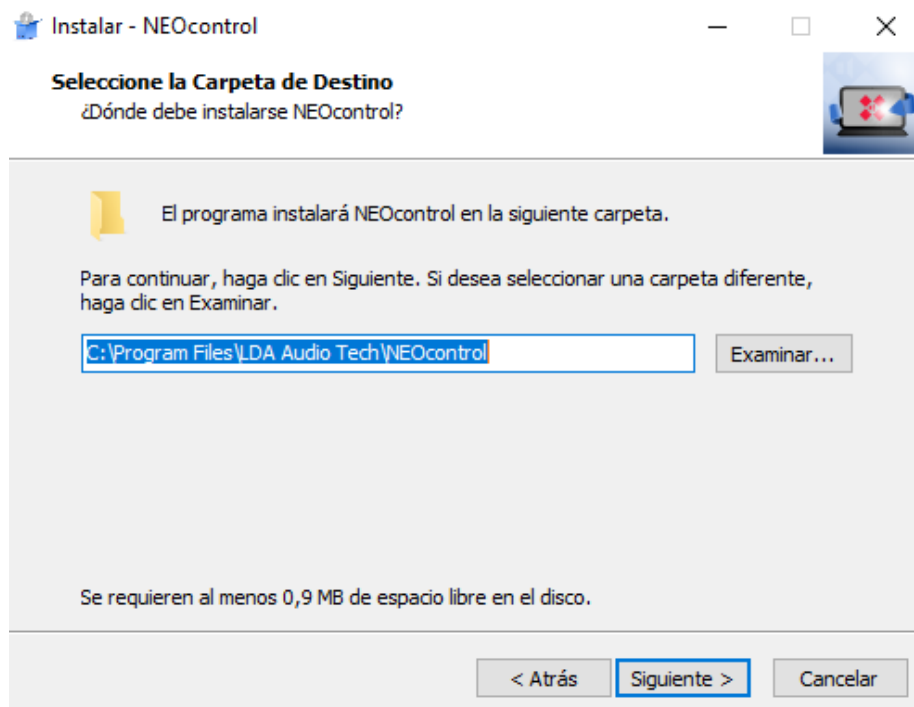 Instalar - NEOcontrol
Seleccione la Carpeta de Destino
¿Dónde debe instalarse NEOcontrol?
El programa instalará NEOcontrol en la siguiente carpeta.
Para continuar, haga clic en Siguiente. Si desea seleccionar una carpeta diferente,
haga clic en Examinar.
C:\Program Files\LDA Audio Tech\NEOcontrol
Examinar...
Se requieren al menos 0,9 MB de espacio libre en el disco.
< Atrás
Siguiente >
Cancelar